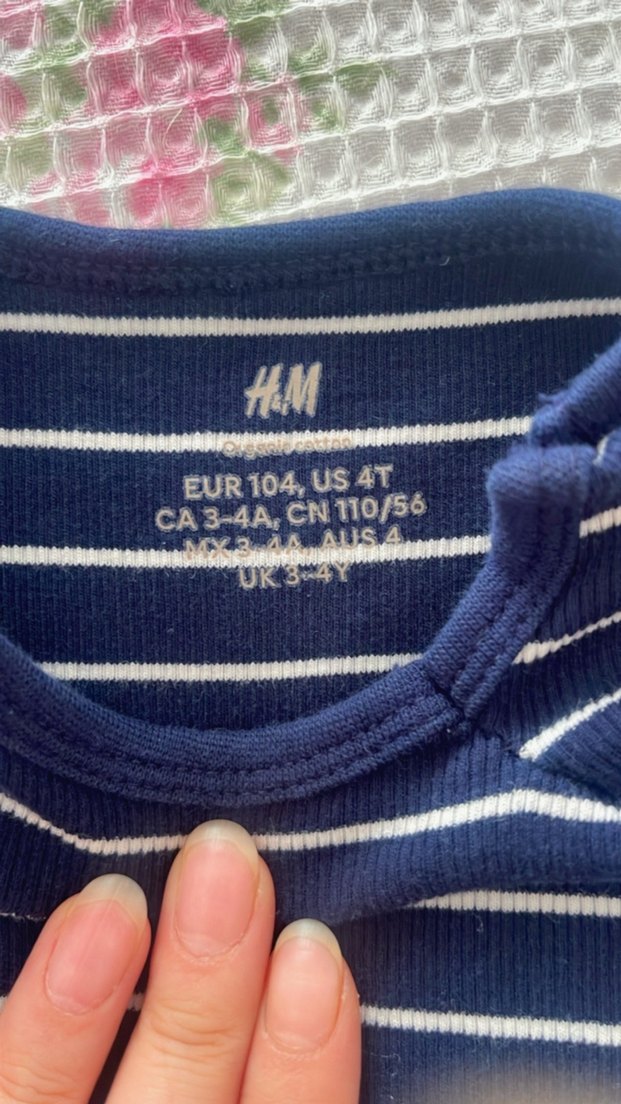 H&M
Organic cotton
EUR 104, US 4T
CA 3-4A, CN 110/56
MX 3-4A, AUS 4
UK 3-4Y